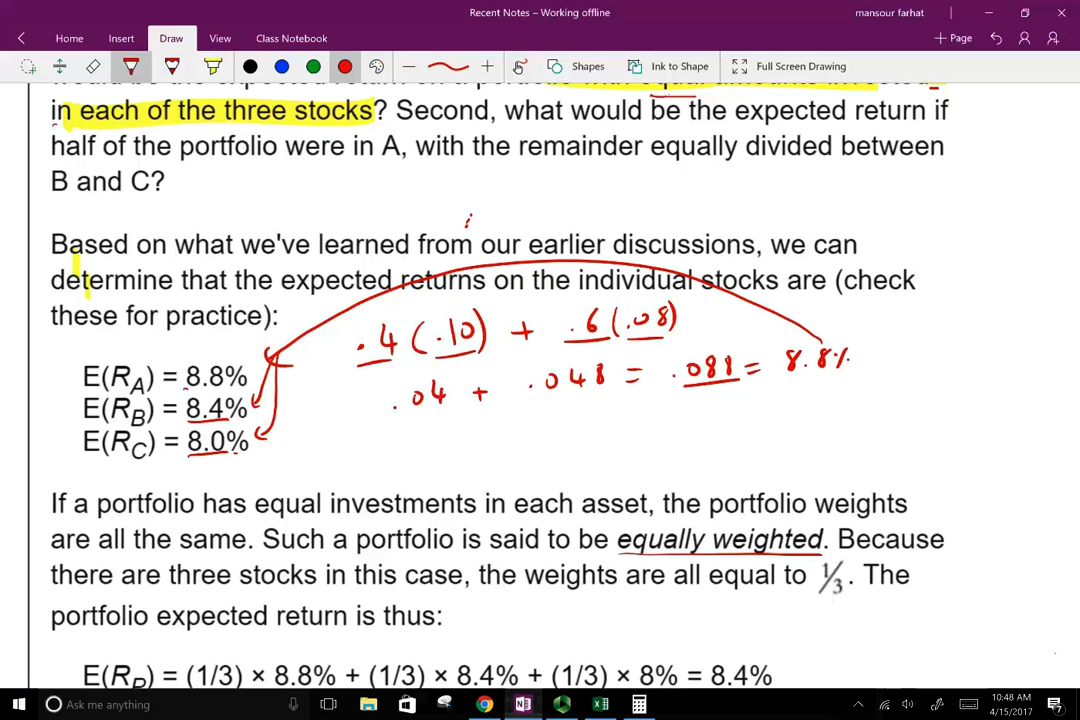 Recent Notes – Working offline
mansour farhat
Home Insert Draw View Class Notebook
Page
Shapes Ink to Shape Full Screen Drawing
in each of the three stocks? Second, what would be the expected return if
half of the portfolio were in A, with the remainder equally divided between
B and C?
Based on what we've learned from our earlier discussions, we can
determine that the expected returns on the individual stocks are (check
these for practice):
.4 (.10) + .6 (.08)
.04 + .048 = .088 = 8.8%
E(RA) = 8.8%
E(RB) = 8.4%
E(RC) = 8.0%
If a portfolio has equal investments in each asset, the portfolio weights
are all the same. Such a portfolio is said to be equally weighted. Because
there are three stocks in this case, the weights are all equal to 1/3. The
portfolio expected return is thus:
E(RP) = (1/3) × 8.8% + (1/3) × 8.4% + (1/3) × 8% = 8.4%
Ask me anything
10:48 AM
4/15/2017
7